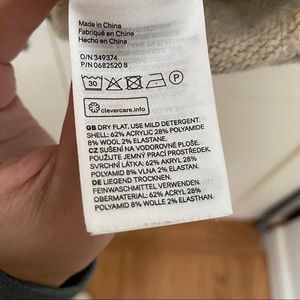 Made in China
Fabriqué en Chine
Hecho en China
O/N 349374
P/N 0682520 8
30
P
clevercare.info
GB DRY FLAT. USE MILD DETERGENT.
SHELL: 62% ACRYLIC 28% POLYAMIDE
8% WOOL 2% ELASTANE.
CZ SUŠENÍ NA VODOROVNÉ PLOŠE.
POUŽIJTE JEMNÝ PRACÍ PROSTŘEDEK.
SVRCHNÍ LÁTKA: 62% AKRYL 28%
POLYAMID 8% VLNA 2% ELASTAN.
DE LIEGEND TROCKNEN.
FEINWASCHMITTEL VERWENDEN.
OBERMATERIAL: 62% ACRYL 28%
POLYAMID 8% WOLLE 2% ELASTHAN.